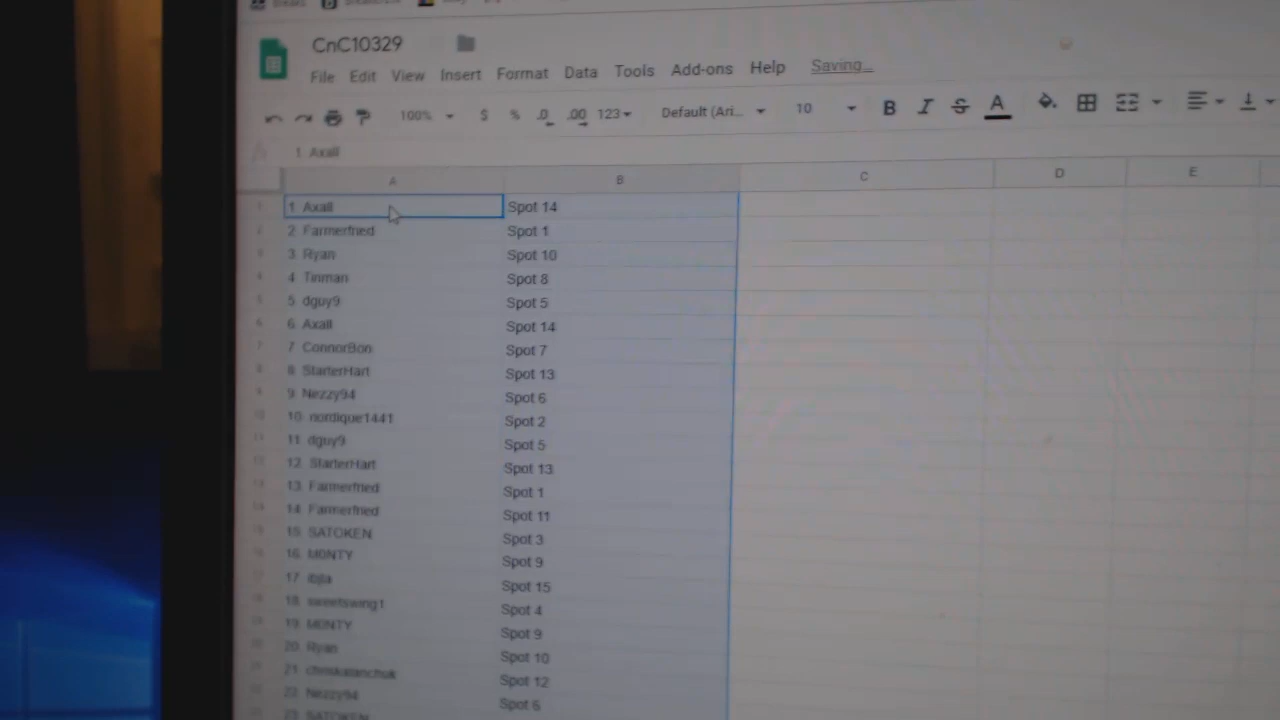 CnC10329
File Edit View Insert Format Data Tools Add-ons Help Saving...
100% $ % .0 .00 123 Default (Ari... 10 B I S A
1. Axall
A B C D E
1. Axall Spot 14
2. Farmerfried Spot 1
3. Ryan Spot 10
4. Tinman Spot 8
5. dguy9 Spot 5
6. Axall Spot 14
7. ConnorBon Spot 7
8. StarterHart Spot 13
9. Nezzy94 Spot 6
10. nordique1441 Spot 2
11. dguy9 Spot 5
12. StarterHart Spot 13
13. Farmerfried Spot 1
14. Farmerfried Spot 11
15. SATOKEN Spot 3
16. M0NTY Spot 9
17. Spot 15
18. sweetswing1 Spot 4
19. M0NTY Spot 9
20. Ryan Spot 10
21. Spot 12
22. Nezzy94 Spot 6
23. SATOKEN